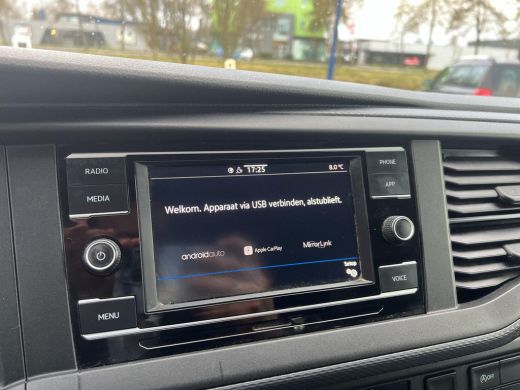 RADIO
MEDIA
MENU
17:25
8.0 °C
Welkom. Apparaat via USB verbinden, alstublieft.
androidauto
Apple CarPlay
MirrorLink
Setup
PHONE
APP
VOICE
OFF